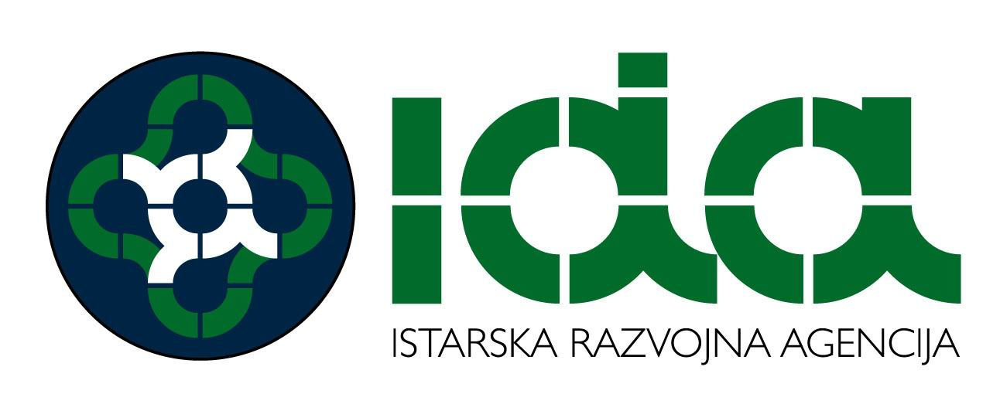 ida
ISTARSKA RAZVOJNA AGENCIJA